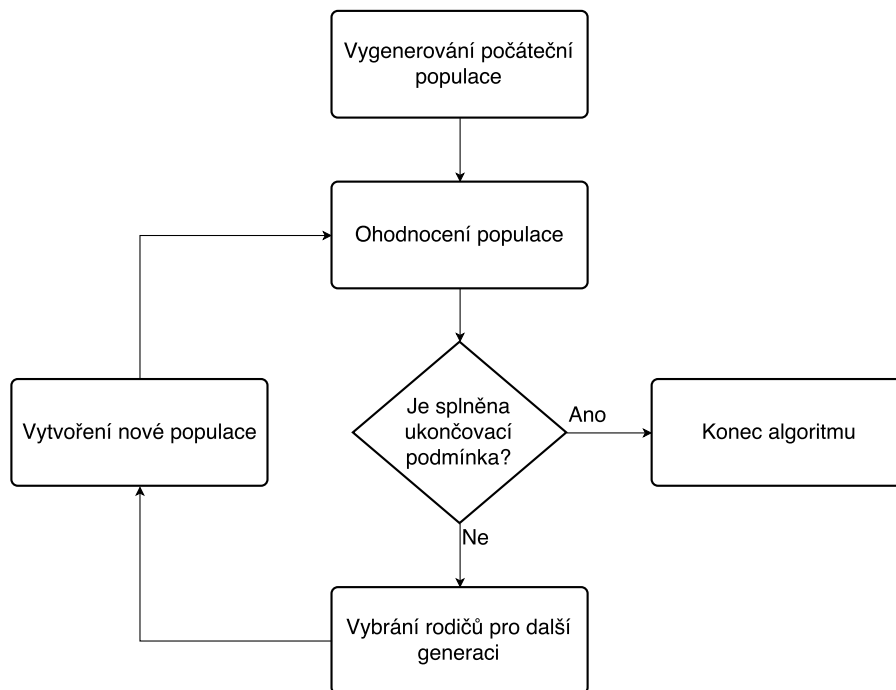 Vygenerování počáteční
populace
Ohodnocení populace
Je splněna
ukončovací
podmínka?
Ano
Konec algoritmu
Vytvoření nové populace
Ne
Vybrání rodičů pro další
generaci